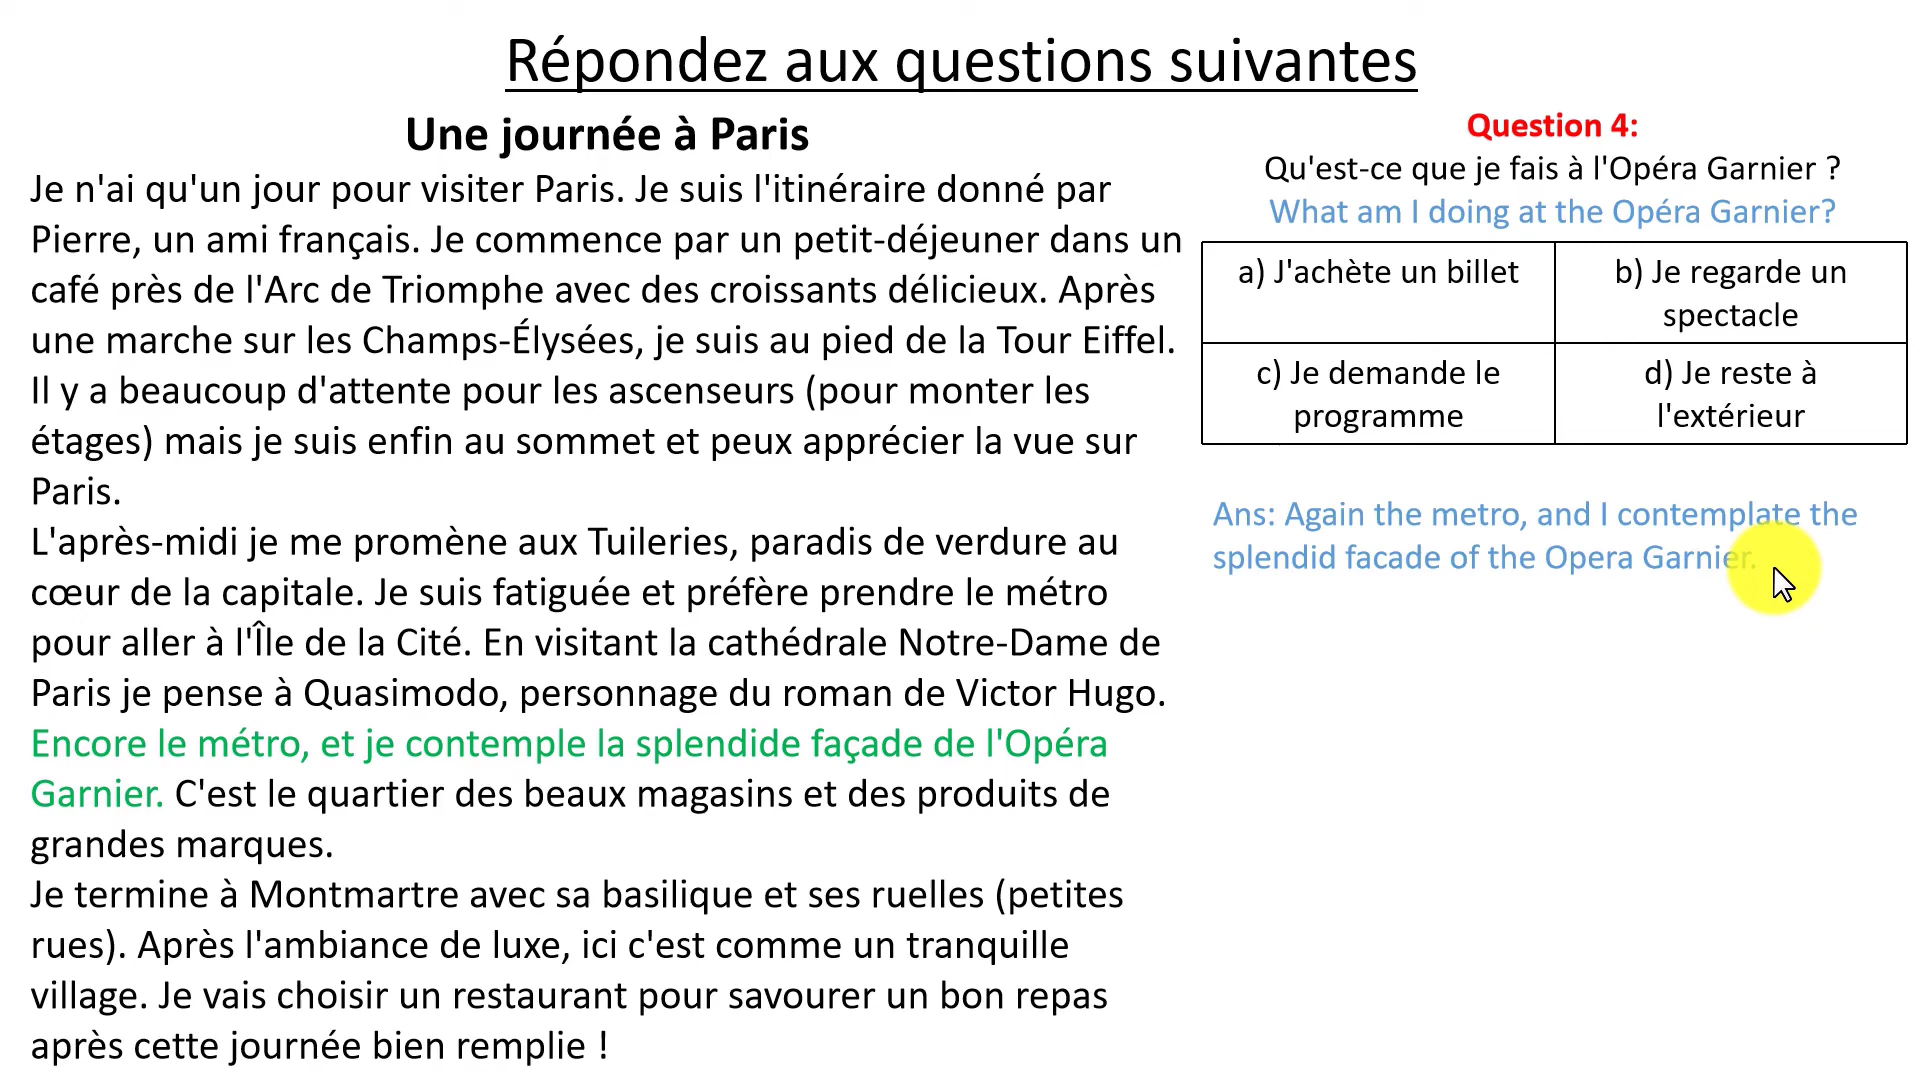 Répondez aux questions suivantes
Une journée à Paris
Je n'ai qu'un jour pour visiter Paris. Je suis l'itinéraire donné par
Pierre, un ami français. Je commence par un petit-déjeuner dans un
café près de l'Arc de Triomphe avec des croissants délicieux. Après
une marche sur les Champs-Élysées, je suis au pied de la Tour Eiffel.
Il y a beaucoup d'attente pour les ascenseurs (pour monter les
étages) mais je suis enfin au sommet et peux apprécier la vue sur
Paris.
L'après-midi je me promène aux Tuileries, paradis de verdure au
cœur de la capitale. Je suis fatiguée et préfère prendre le métro
pour aller à l'Île de la Cité. En visitant la cathédrale Notre-Dame de
Paris je pense à Quasimodo, personnage du roman de Victor Hugo.
Encore le métro, et je contemple la splendide façade de l'Opéra
Garnier. C'est le quartier des beaux magasins et des produits de
grandes marques.
Je termine à Montmartre avec sa basilique et ses ruelles (petites
rues). Après l'ambiance de luxe, ici c'est comme un tranquille
village. Je vais choisir un restaurant pour savourer un bon repas
après cette journée bien remplie !
Question 4:
Qu'est-ce que je fais à l'Opéra Garnier ?
What am I doing at the Opéra Garnier?
a) J'achète un billet
b) Je regarde un
spectacle
c) Je demande le
programme
d) Je reste à
l'extérieur
Ans: Again the metro, and I contemplate the
splendid facade of the Opera Garnier.